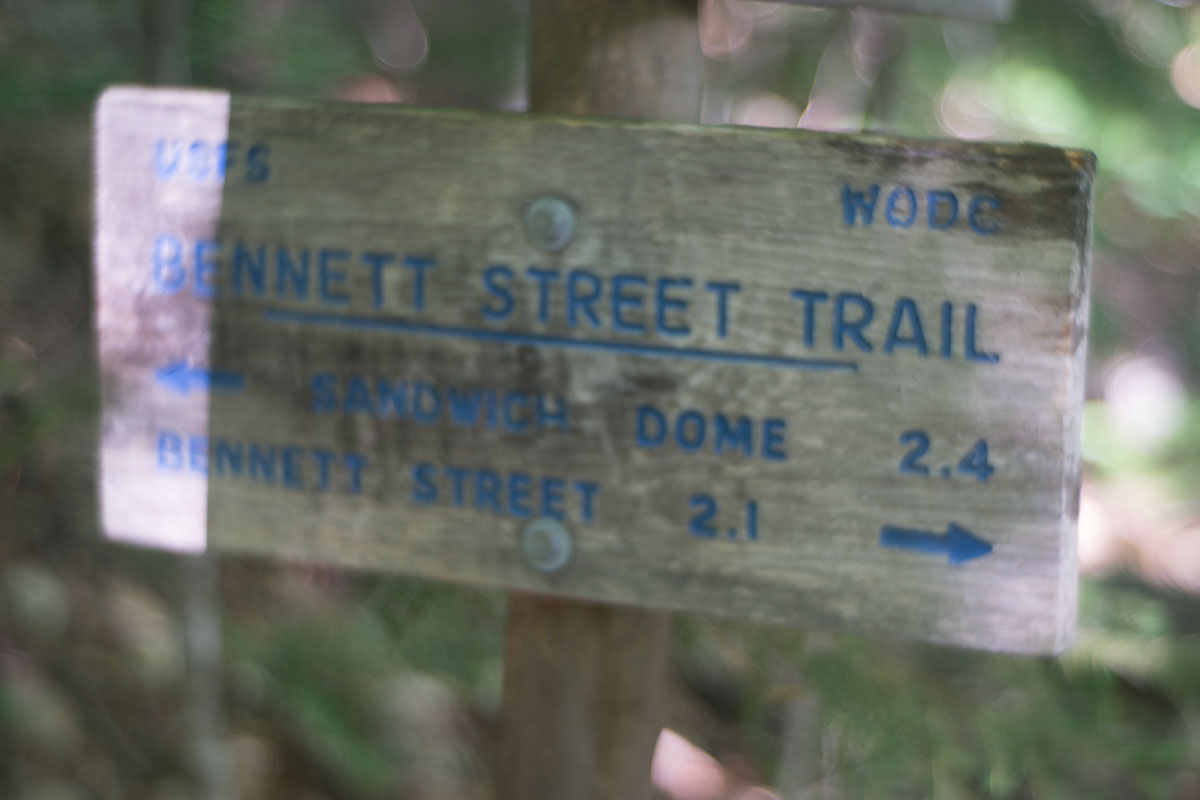 USFS WODC
BENNETT STREET TRAIL
← SANDWICH DOME 2.4
BENNETT STREET 2.1 →